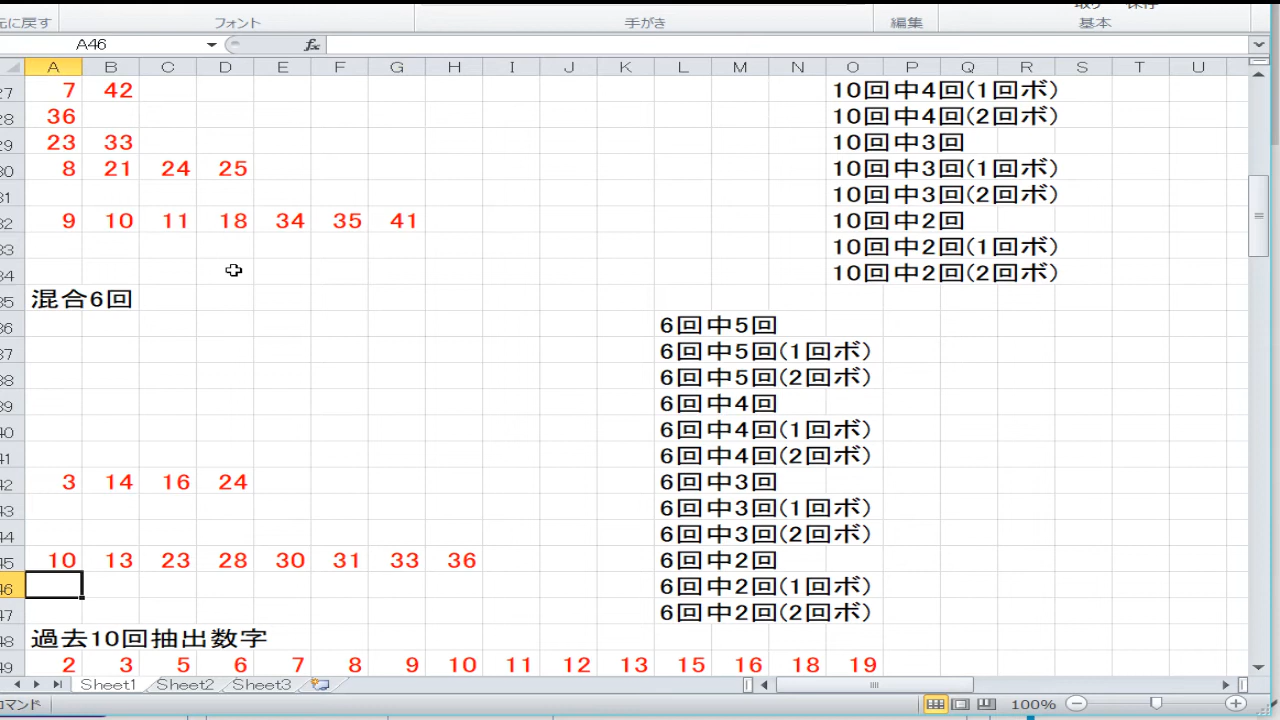 元に戻す フォント 手がき 編集 基本
A46 fx
A B C D E F G H I J K L M N O P Q R S T U
27 7 42 10回中4回(1回ボ)
28 36 10回中4回(2回ボ)
29 23 33 10回中3回
30 8 21 24 25 10回中3回(1回ボ)
31 10回中3回(2回ボ)
32 9 10 11 18 34 35 41 10回中2回
33 10回中2回(1回ボ)
34 10回中2回(2回ボ)
35 混合6回
36 6回中5回
37 6回中5回(1回ボ)
38 6回中5回(2回ボ)
39 6回中4回
40 6回中4回(1回ボ)
41 6回中4回(2回ボ)
42 3 14 16 24 6回中3回
43 6回中3回(1回ボ)
44 6回中3回(2回ボ)
45 10 13 23 28 30 31 33 36 6回中2回
46 6回中2回(1回ボ)
47 6回中2回(2回ボ)
48 過去10回抽出数字
49 2 3 5 6 7 8 9 10 11 12 13 15 16 18 19
Sheet1 Sheet2 Sheet3
コマンド 100%